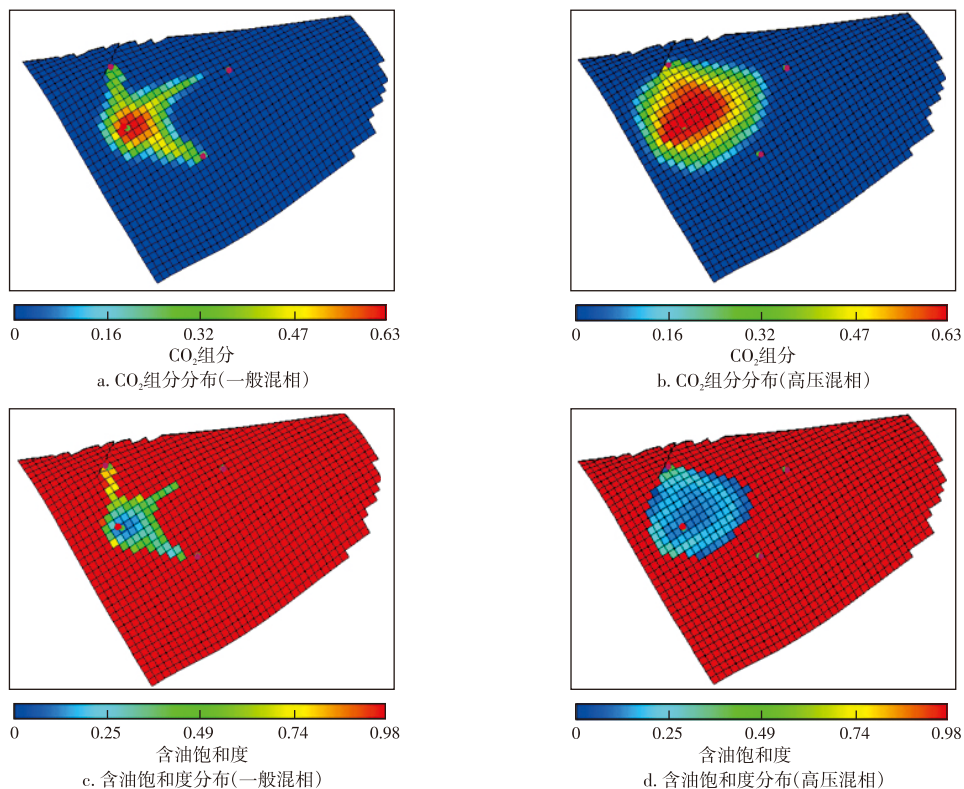 0 0.16 0.32 0.47 0.63
CO₂组分
a. CO₂组分分布(一般混相)
0 0.16 0.32 0.47 0.63
CO₂组分
b. CO₂组分分布(高压混相)
0 0.25 0.49 0.74 0.98
含油饱和度
c. 含油饱和度分布(一般混相)
0 0.25 0.49 0.74 0.98
含油饱和度
d. 含油饱和度分布(高压混相)